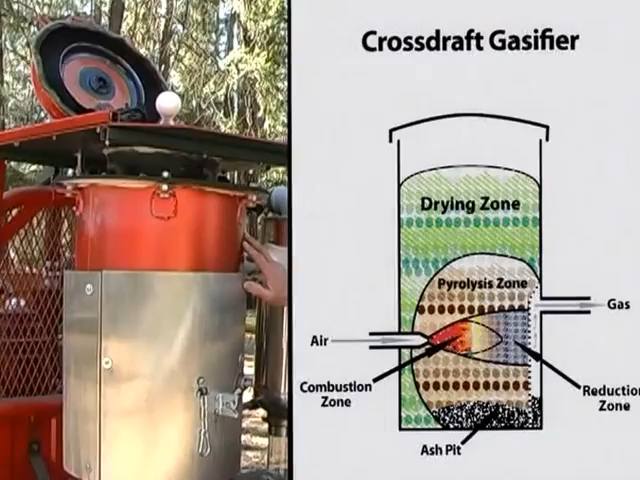 Crossdraft Gasifier
Drying Zone
Pyrolysis Zone
Gas
Air
Combustion
Zone
Reduction
Zone
Ash Pit